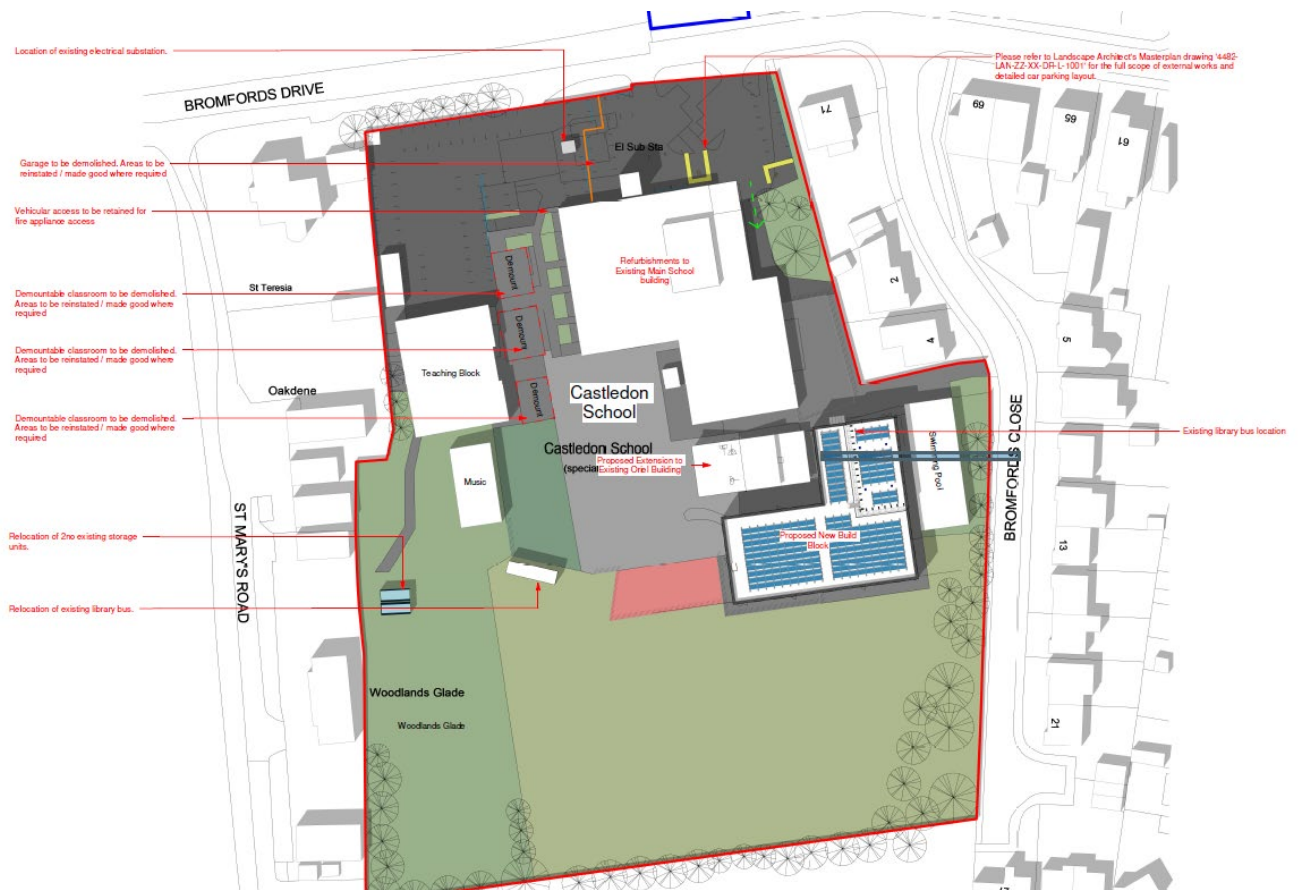 Location of existing electrical substation.
Please refer to Landscape Architect's Masterplan drawing '4482-
LAN-ZZ-XX-DR-L-1001' for the full scope of external works and
detailed car parking layout.
BROMFORDS DRIVE
71
69
65
61
El Sub Sta
Garage to be demolished. Areas to be
reinstated / made good where required
Vehicular access to be retained for
fire appliance access
Refurbishments to
Existing Main School
building
Demount
St Teresia
2
Demountable classroom to be demolished.
Areas to be reinstated / made good where
required
Demount
4
5
Demountable classroom to be demolished.
Areas to be reinstated / made good where
required
Teaching Block
Oakdene
Demount
Castledon
School
Demountable classroom to be demolished.
Areas to be reinstated / made good where
required
Existing library bus location
Castledon School
(special
Proposed Extension to
Existing Oriel Building
Swimming Pool
BROMFORDS CLOSE
Music
ST MARY'S ROAD
Relocation of 2no existing storage
units.
Proposed New Build
Block
13
Relocation of existing library bus.
Woodlands Glade
Woodlands Glade
21